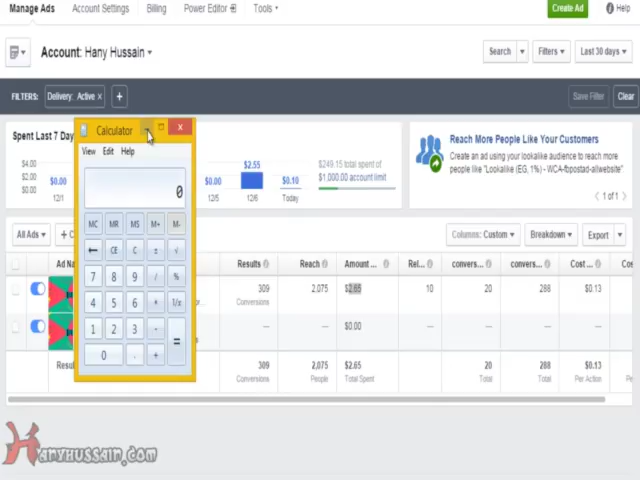 Manage Ads Account Settings Billing Power Editor Tools Create Ad Help
Account: Hany Hussain Search Filters Last 30 days
FILTERS: Delivery: Active × + Save Filter Clear
Calculator
View Edit Help
0
MC MR MS M+ M-
← CE C ± √
7 8 9 / %
4 5 6 * 1/x
1 2 3 - =
0 . +
Spent Last 7 Day
$4.00
$2.00
$0.00
$0.00 $0.00 $2.55 $0.10
12/1 12/5 12/6 Today
$249.15 total spent of
$1,000.00 account limit
Reach More People Like Your Customers
Create an ad using your lookalike audience to reach more
people like "Lookalike (EG, 1%) - WCA-fbpostad-allwebsite"
1 of 1
All Ads + C Columns: Custom Breakdown Export
Ad Na Results Reach Amount ... Rel... convers... convers... Cost ... Co
309 2,075 $2.65 10 20 288 $0.13
Conversions
— — $0.00 — — — —
Resu 309 2,075 $2.65 20 288 $0.13
Conversions People Total Spent Total Total Per Action Pe
Hanyhussain.com